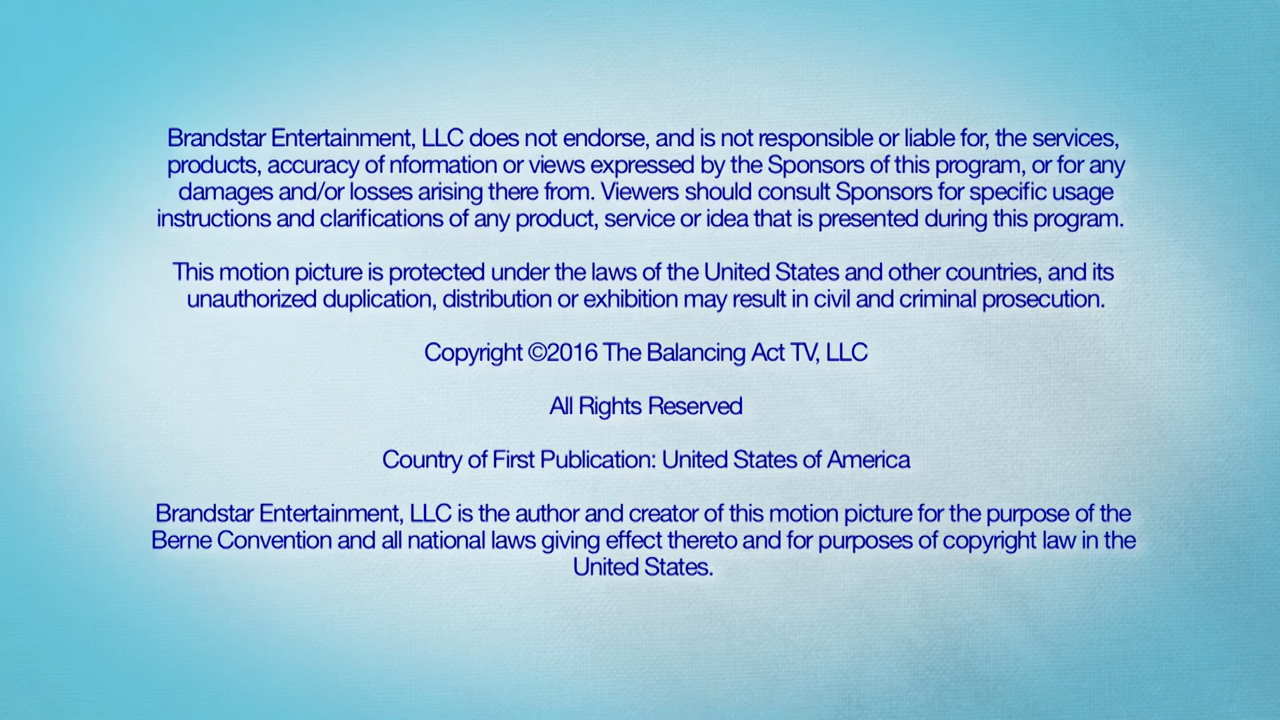 Brandstar Entertainment, LLC does not endorse, and is not responsible or liable for, the services,
products, accuracy of nformation or views expressed by the Sponsors of this program, or for any
damages and/or losses arising there from. Viewers should consult Sponsors for specific usage
instructions and clarifications of any product, service or idea that is presented during this program.
This motion picture is protected under the laws of the United States and other countries, and its
unauthorized duplication, distribution or exhibition may result in civil and criminal prosecution.
Copyright ©2016 The Balancing Act TV, LLC
All Rights Reserved
Country of First Publication: United States of America
Brandstar Entertainment, LLC is the author and creator of this motion picture for the purpose of the
Berne Convention and all national laws giving effect thereto and for purposes of copyright law in the
United States.